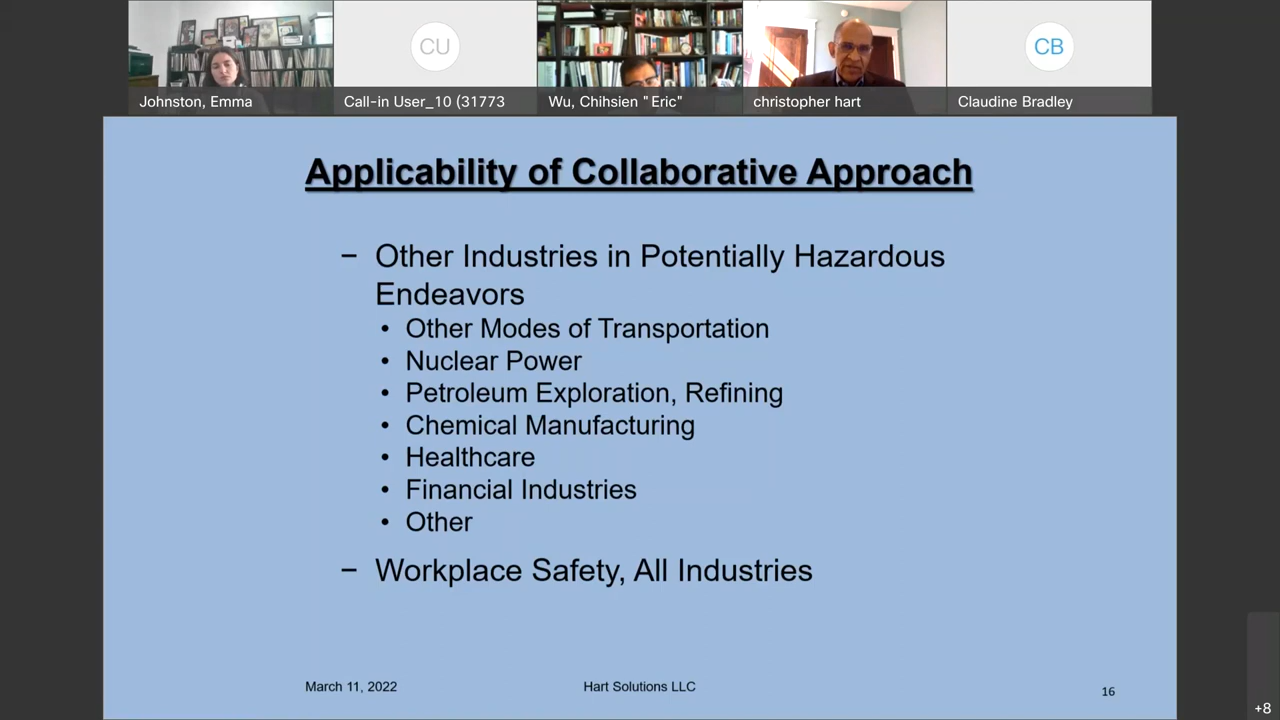 CU
CB
Johnston, Emma
Call-in User_10 (31773
Wu, Chihsien "Eric"
christopher hart
Claudine Bradley
Applicability of Collaborative Approach
− Other Industries in Potentially Hazardous
Endeavors
• Other Modes of Transportation
• Nuclear Power
• Petroleum Exploration, Refining
• Chemical Manufacturing
• Healthcare
• Financial Industries
• Other
− Workplace Safety, All Industries
March 11, 2022
Hart Solutions LLC
16
+8